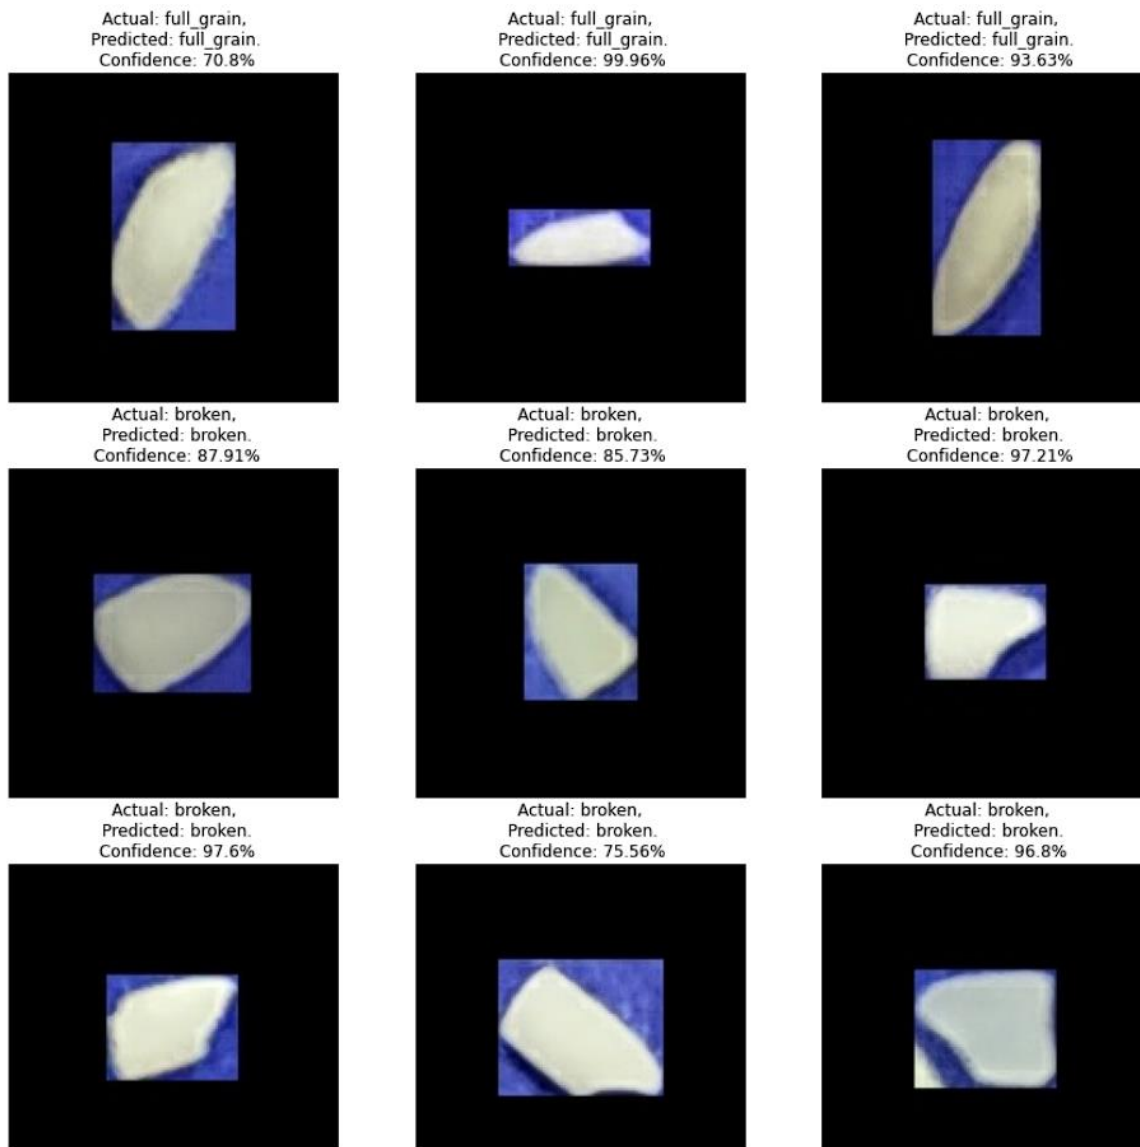 Actual: full_grain,
Predicted: full_grain.
Confidence: 70.8%
Actual: full_grain,
Predicted: full_grain.
Confidence: 99.96%
Actual: full_grain,
Predicted: full_grain.
Confidence: 93.63%
Actual: broken,
Predicted: broken.
Confidence: 87.91%
Actual: broken,
Predicted: broken.
Confidence: 85.73%
Actual: broken,
Predicted: broken.
Confidence: 97.21%
Actual: broken,
Predicted: broken.
Confidence: 97.6%
Actual: broken,
Predicted: broken.
Confidence: 75.56%
Actual: broken,
Predicted: broken.
Confidence: 96.8%